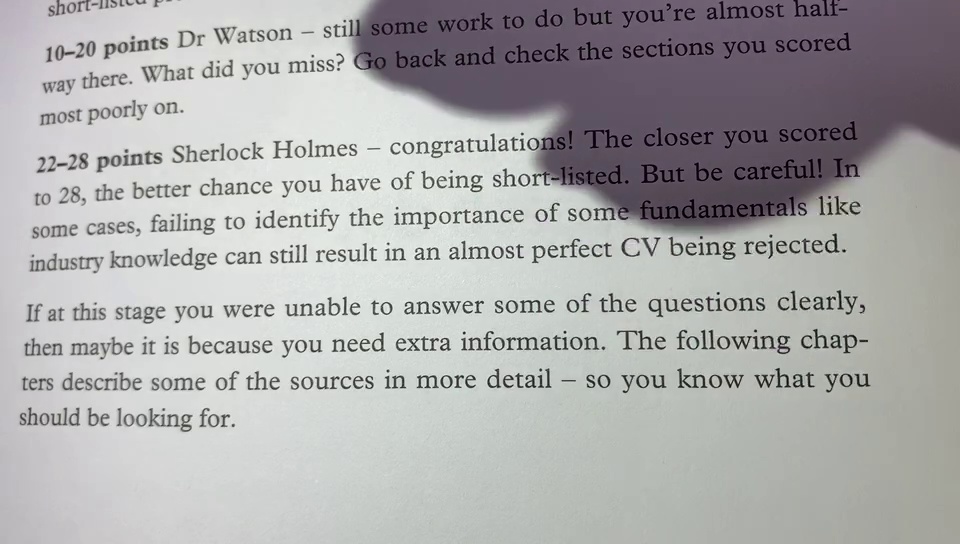 short-listed
10–20 points Dr Watson – still some work to do but you're almost half-
way there. What did you miss? Go back and check the sections you scored
most poorly on.
22–28 points Sherlock Holmes – congratulations! The closer you scored
to 28, the better chance you have of being short-listed. But be careful! In
some cases, failing to identify the importance of some fundamentals like
industry knowledge can still result in an almost perfect CV being rejected.
If at this stage you were unable to answer some of the questions clearly,
then maybe it is because you need extra information. The following chap-
ters describe some of the sources in more detail – so you know what you
should be looking for.